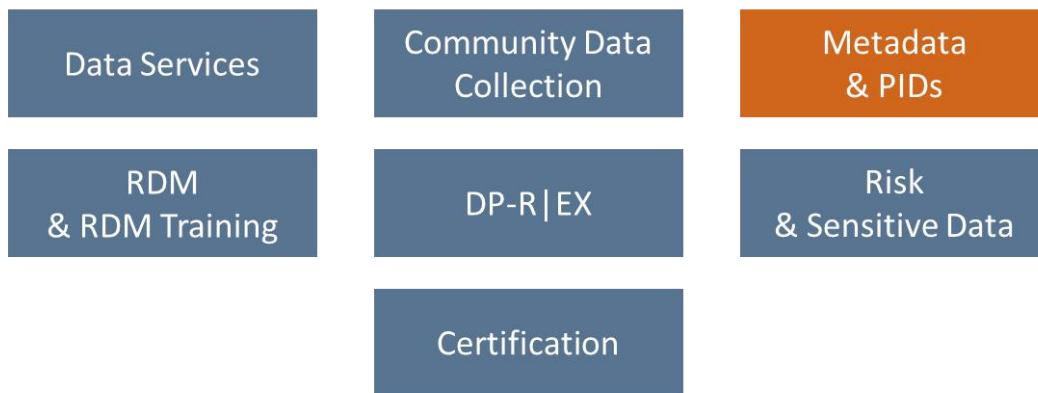 Data Services
Community Data
Collection
Metadata
& PIDs
RDM
& RDM Training
DP-R|EX
Risk
& Sensitive Data
Certification